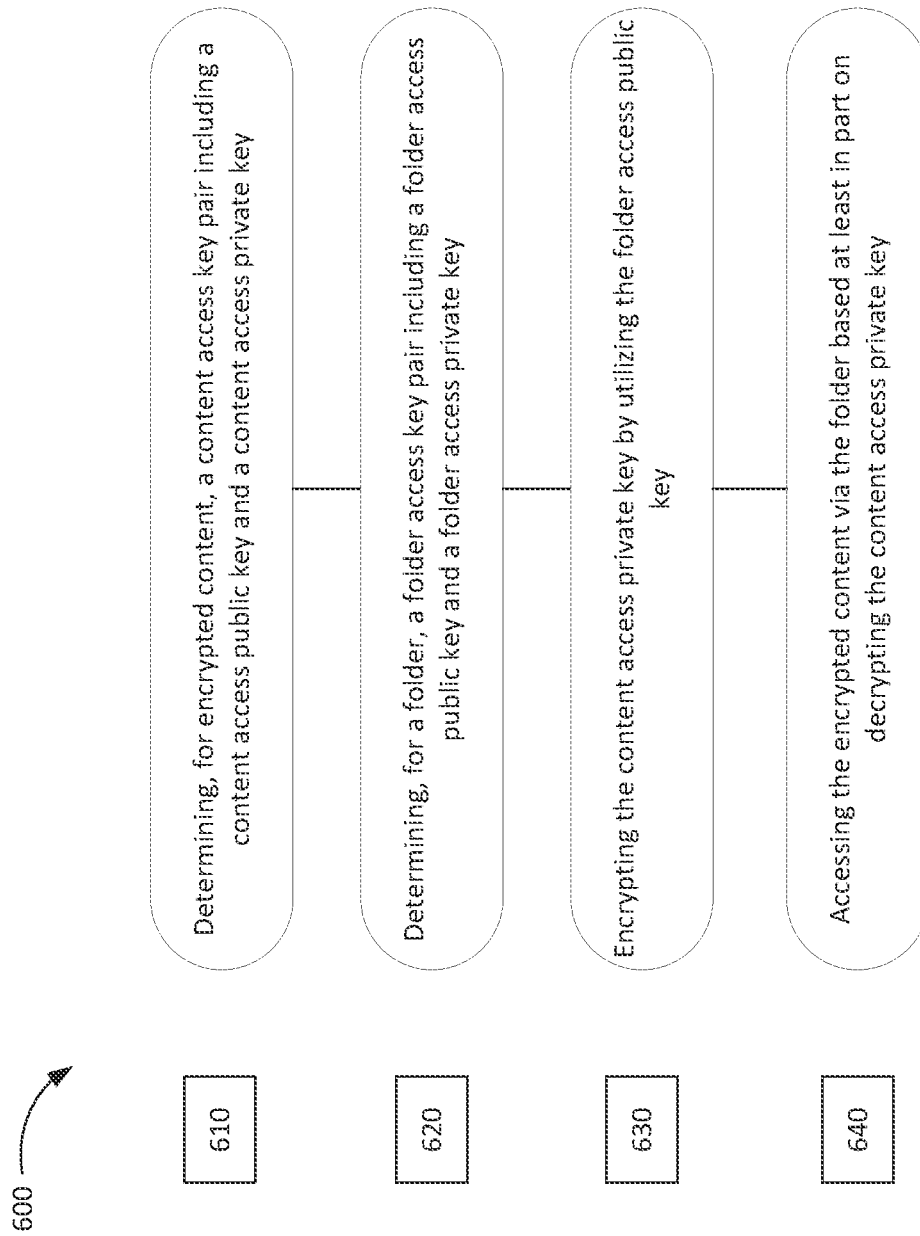 600
610
Determining, for encrypted content, a content access key pair including a
content access public key and a content access private key
620
Determining, for a folder, a folder access key pair including a folder access
public key and a folder access private key
630
Encrypting the content access private key by utilizing the folder access public
key
640
Accessing the encrypted content via the folder based at least in part on
decrypting the content access private key